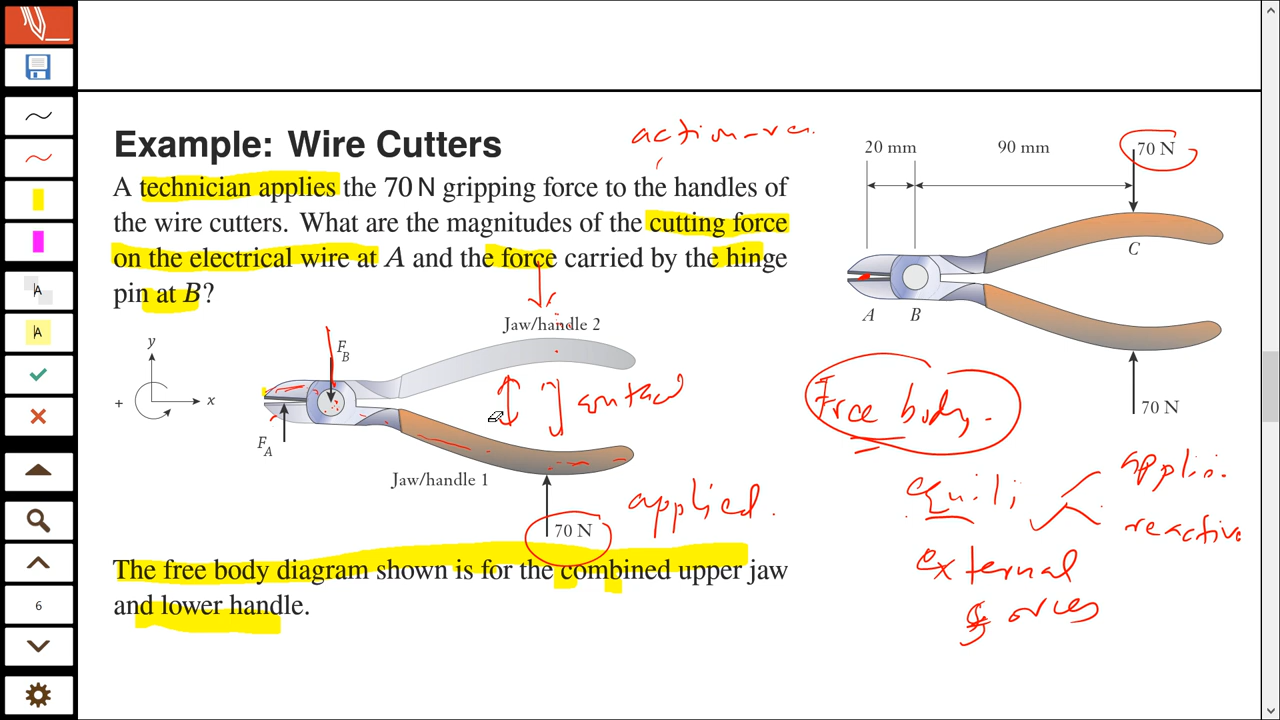 Example: Wire Cutters
action-rea.
A technician applies the 70 N gripping force to the handles of
the wire cutters. What are the magnitudes of the cutting force
on the electrical wire at A and the force carried by the hinge
pin at B?
20 mm
90 mm
70 N
C
A
B
70 N
Jaw/handle 2
y
+
x
F_B
F_A
contact
Jaw/handle 1
applied.
70 N
Free body.
equili
applie.
reactive
external
forces
The free body diagram shown is for the combined upper jaw
and lower handle.
A
A
6